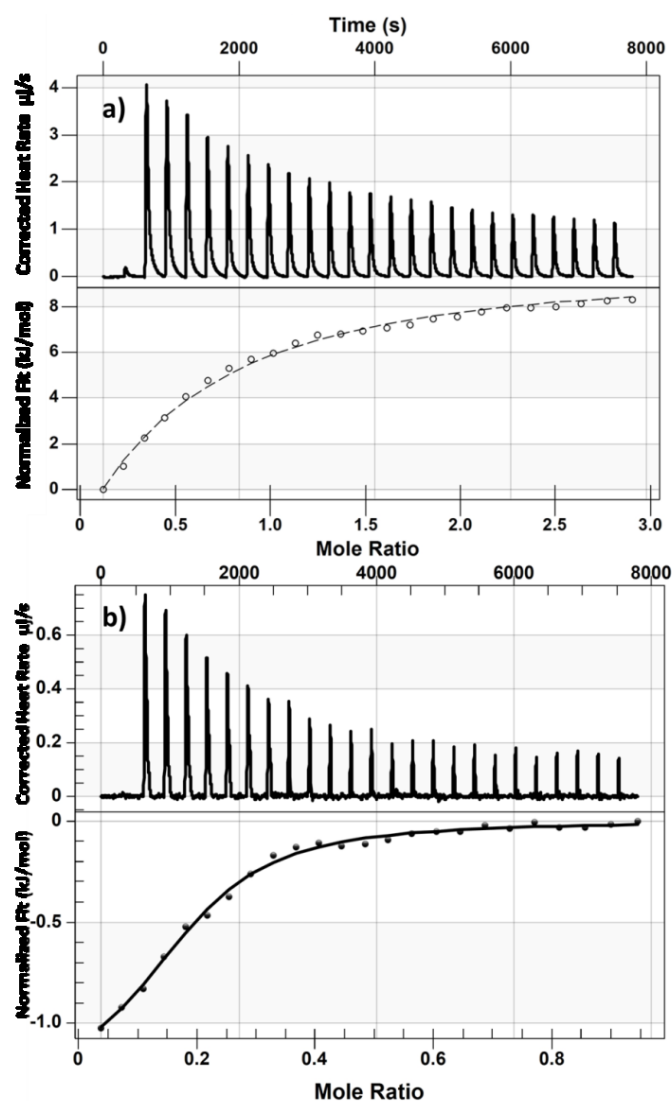 Time (s)
0 2000 4000 6000 8000
a)
Corrected Heat Rate µJ/s
4
3
2
1
0
Normalized Fit (kJ/mol)
8
6
4
2
0
0 0.5 1.0 1.5 2.0 2.5 3.0
Mole Ratio
0 2000 4000 6000 8000
b)
Corrected Heat Rate µJ/s
0.6
0.4
0.2
0
Normalized Fit (kJ/mol)
0
-0.5
-1.0
0 0.2 0.4 0.6 0.8
Mole Ratio